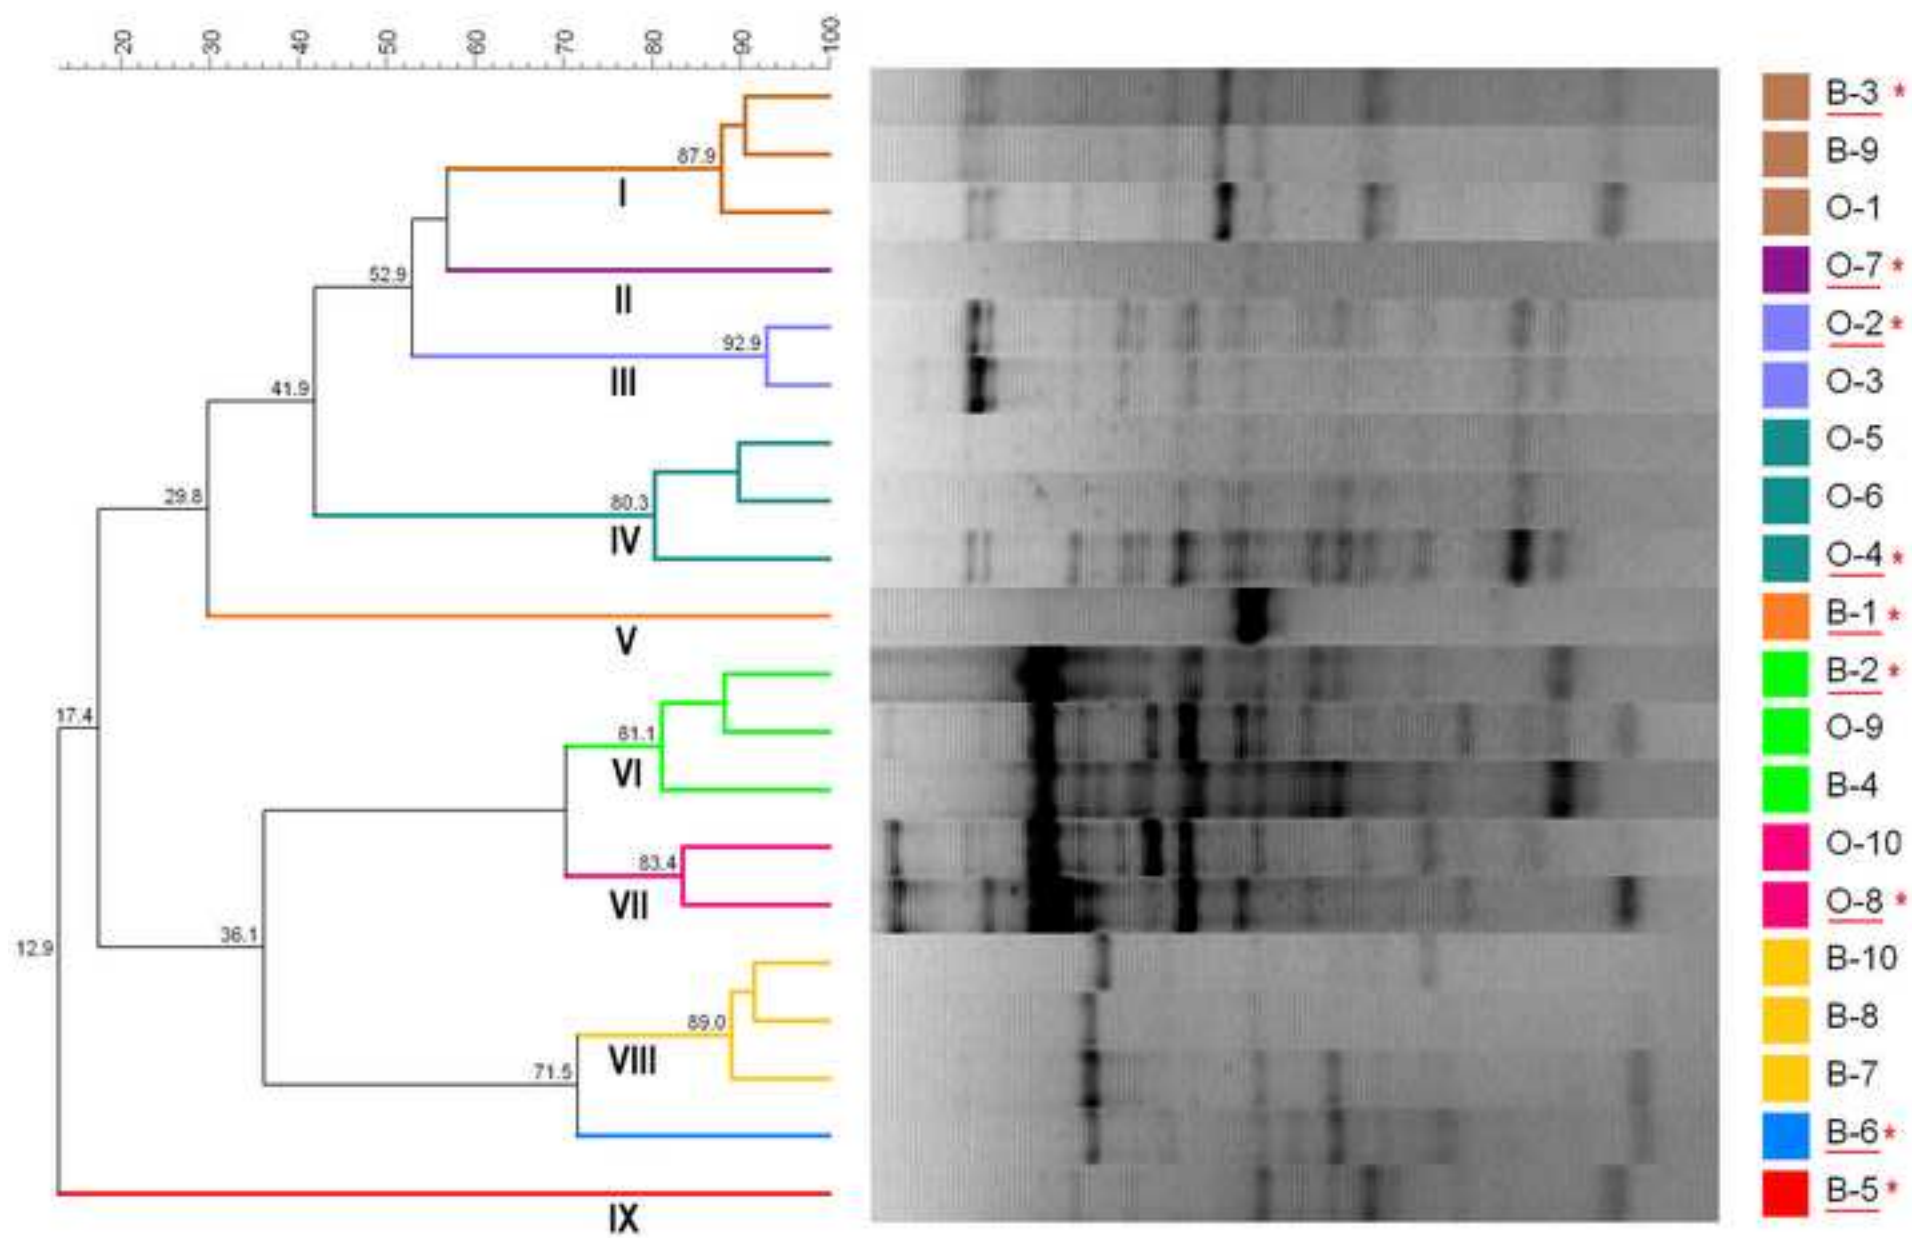 20 30 40 50 60 70 80 90 100
B-3 *
B-9
87.9
I
O-1
O-7 *
52.9
II
O-2 *
92.9
III
O-3
41.9
O-5
29.8
80.3
O-6
IV
O-4 *
B-1 *
V
B-2 *
17.4
81.1
O-9
VI
B-4
O-10
83.4
VII
O-8 *
12.9
36.1
B-10
89.0
B-8
VIII
71.5
B-7
B-6 *
B-5 *
IX